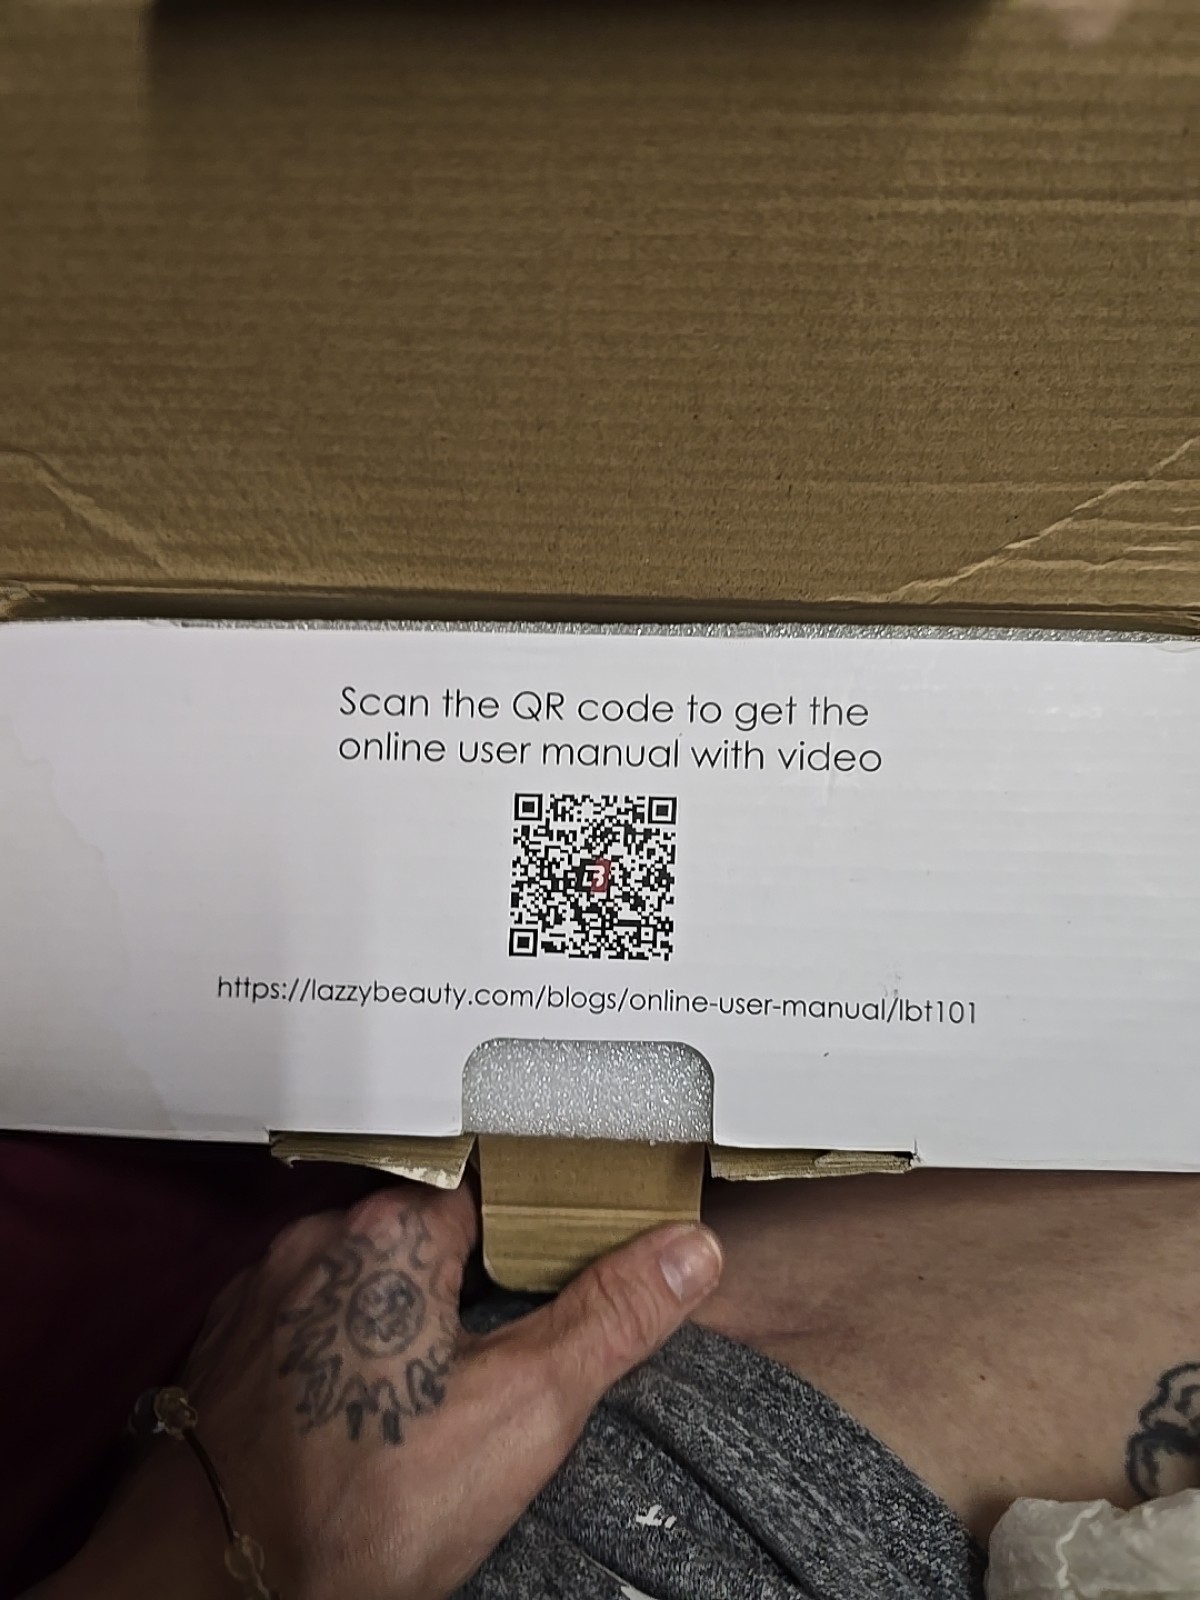 Scan the QR code to get the
online user manual with video
https://lazzybeauty.com/blogs/online-user-manual/lbt101